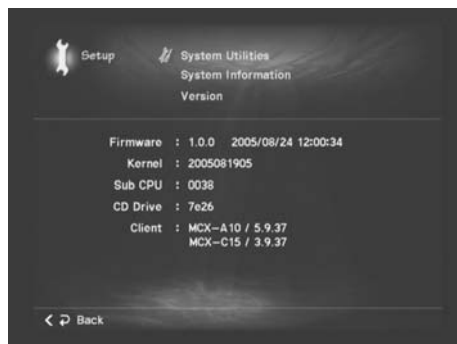 Setup System Utilities
System Information
Version
Firmware : 1.0.0 2005/08/24 12:00:34
Kernel : 2005081905
Sub CPU : 0038
CD Drive : 7e26
Client : MCX-A10 / 5.9.37
MCX-C15 / 3.9.37
Back